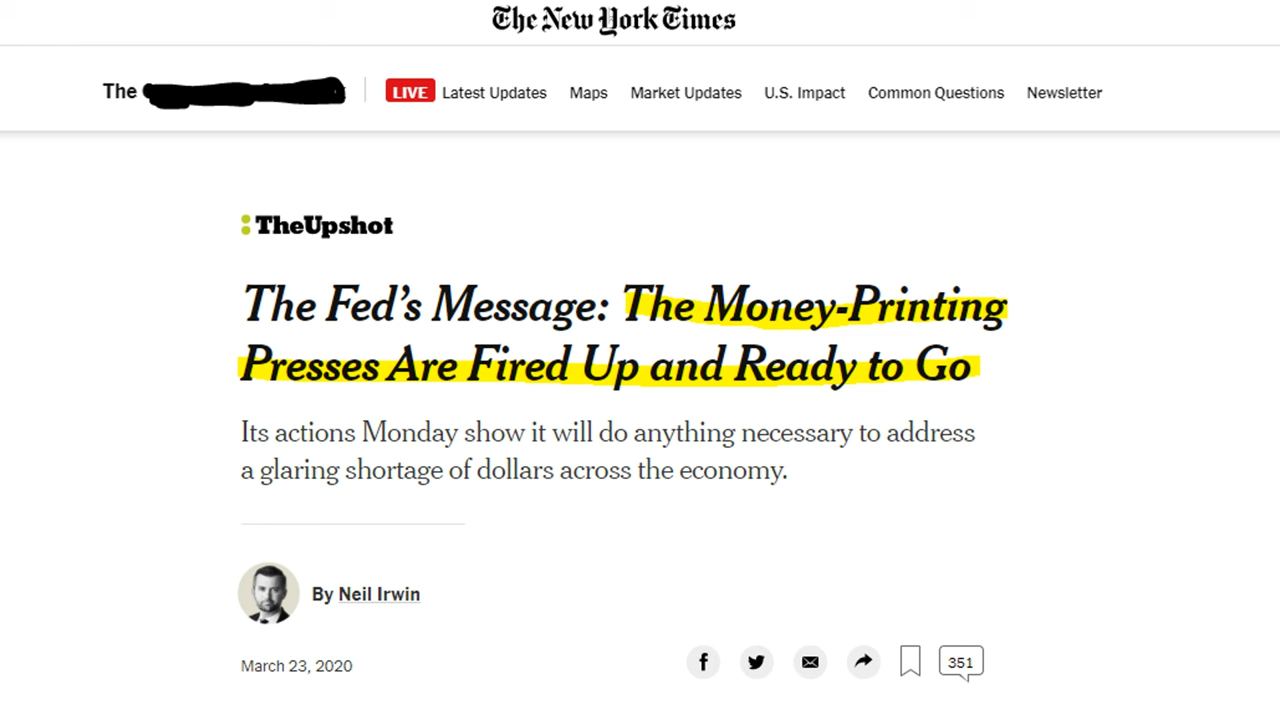 The New York Times
The
LIVE Latest Updates Maps Market Updates U.S. Impact Common Questions Newsletter
TheUpshot
The Fed's Message: The Money-Printing
Presses Are Fired Up and Ready to Go
Its actions Monday show it will do anything necessary to address
a glaring shortage of dollars across the economy.
By Neil Irwin
March 23, 2020
351